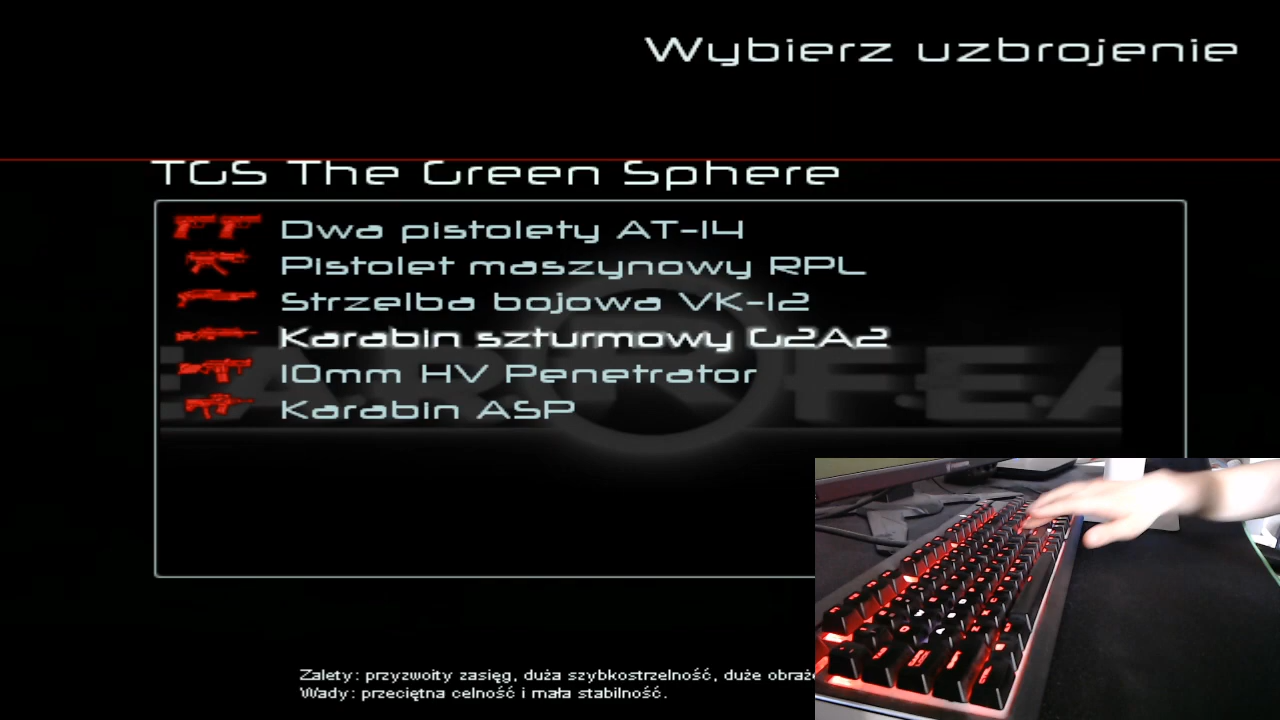 Wybierz uzbrojenie
TGS The Green Sphere
Dwa pistolety AT-14
Pistolet maszynowy RPL
Strzelba bojowa VK-12
Karabin szturmowy G2A2
10mm HV Penetrator
Karabin ASP
Zalety: przyzwoity zasięg, duża szybkostrzelność, duże
Wady: przeciętna celność i mała stabilność.